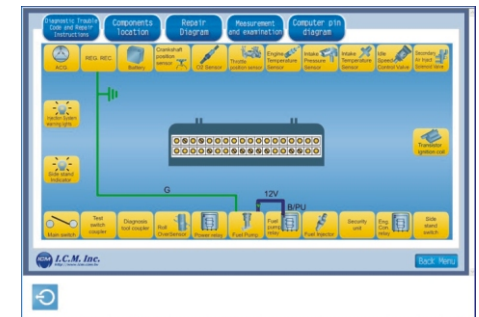 Diagnostic Trouble
Code and Repair
Instructions
Components
location
Repair
Diagram
Measurement
and examination
Computer pin
diagram
ACG
REG. REC.
Battery
Crankshaft
position
sensor
O2 Sensor
Throttle
position sensor
Engine
Temperature
Sensor
Intake
Pressure
Sensor
Intake
Temperature
Sensor
Idle
Speed
Control Valve
Secondary
Air Inject
Solenoid Valve
Injection System
warning lights
Transistor
ignition coil
Side stand
Indicator
G
12V
B/PU
Main switch
Test
switch
coupler
Diagnosis
tool coupler
Roll
OverSensor
Power relay
Fuel Pump
Fuel
pump
relay
Fuel Injector
Security
unit
Eng.
Con.
relay
Side
stand
switch
ICM
I.C.M. Inc.
Back Menu